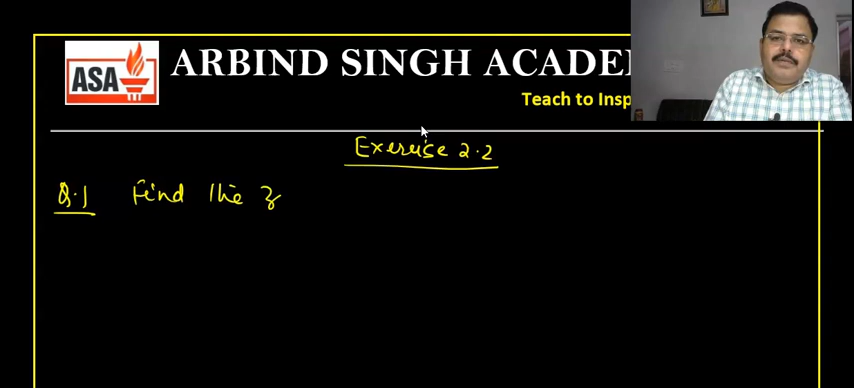 ASA
ARBIND SINGH ACADE
Teach to Insp
Exercise 2.2
Q.1 Find the z